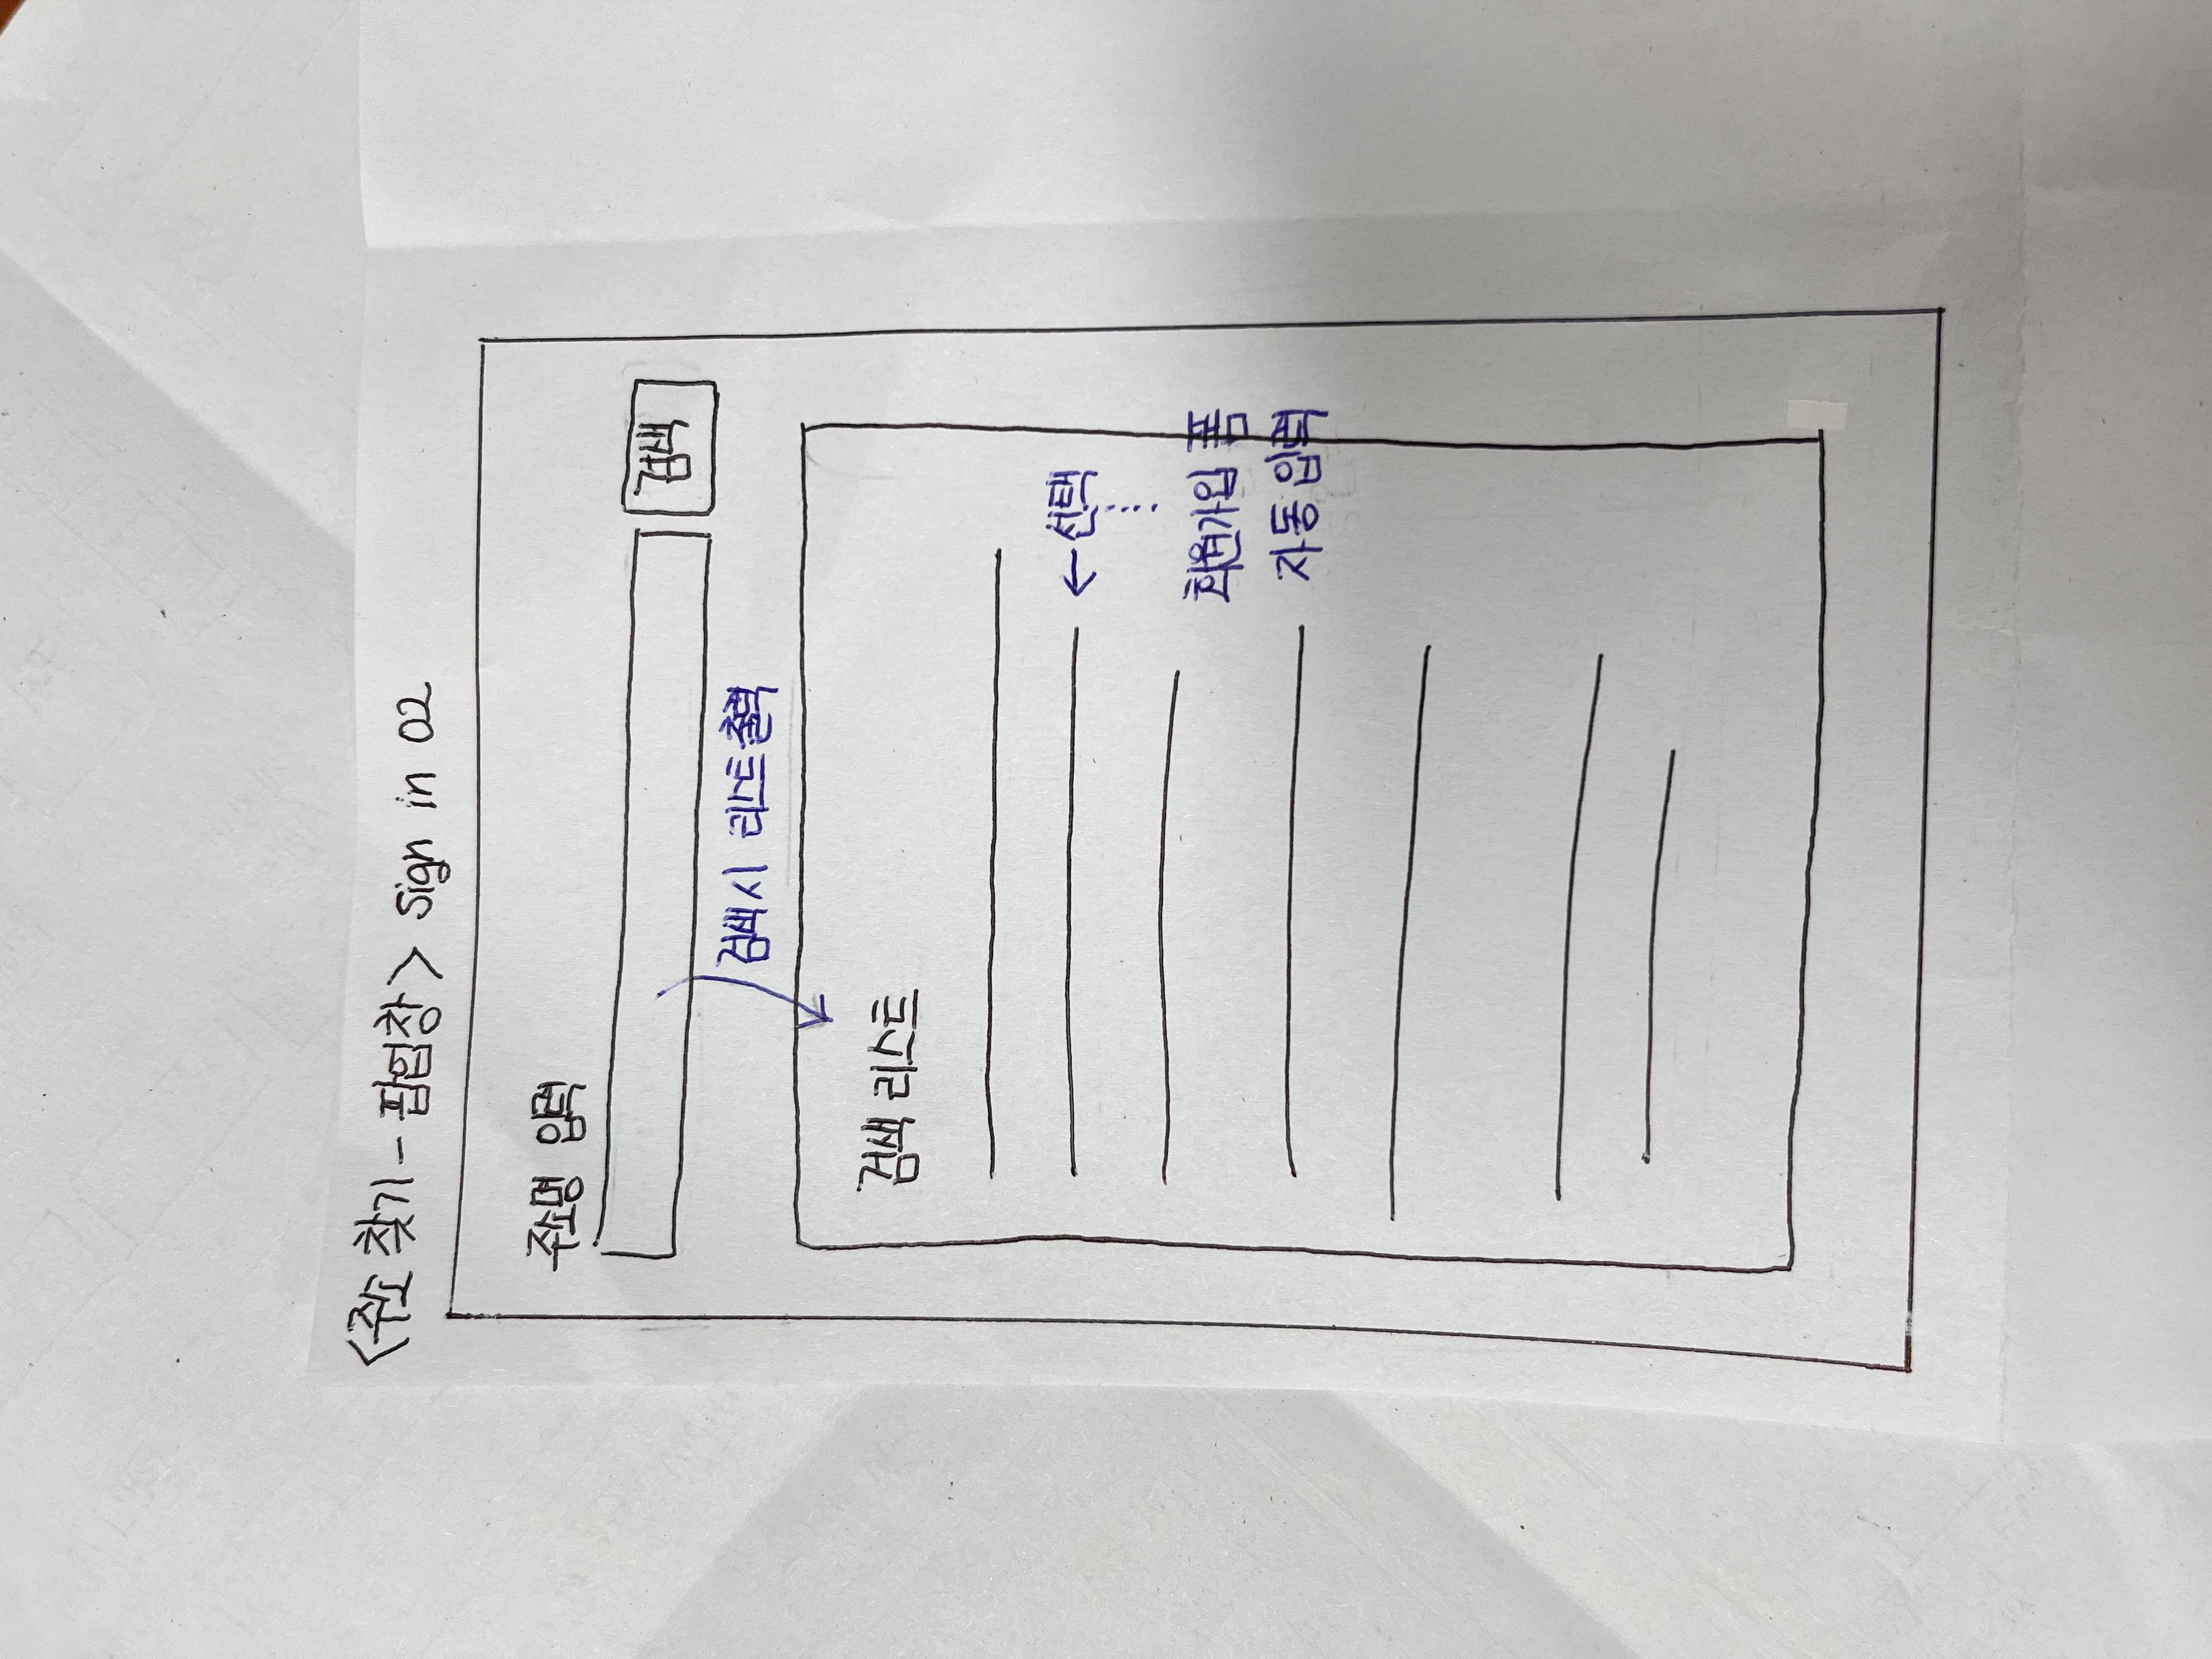 <주소 찾기 - 팝업창> Sign in 02
주소명 입력
검색
검색시 리스트 출력
검색 리스트
← 선택
회원가입 폼
자동 입력